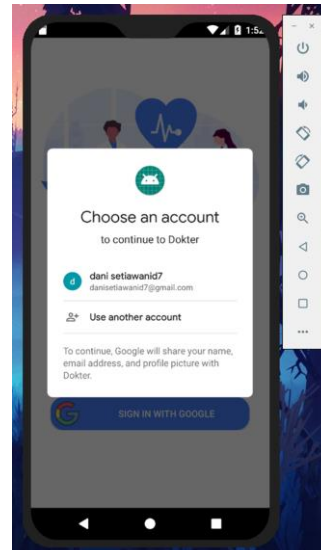 1:52
Choose an account
to continue to Dokter
d
dani setiawanid7
danisetiawanid7@gmail.com
Use another account
To continue, Google will share your name,
email address, and profile picture with
Dokter.
G
SIGN IN WITH GOOGLE